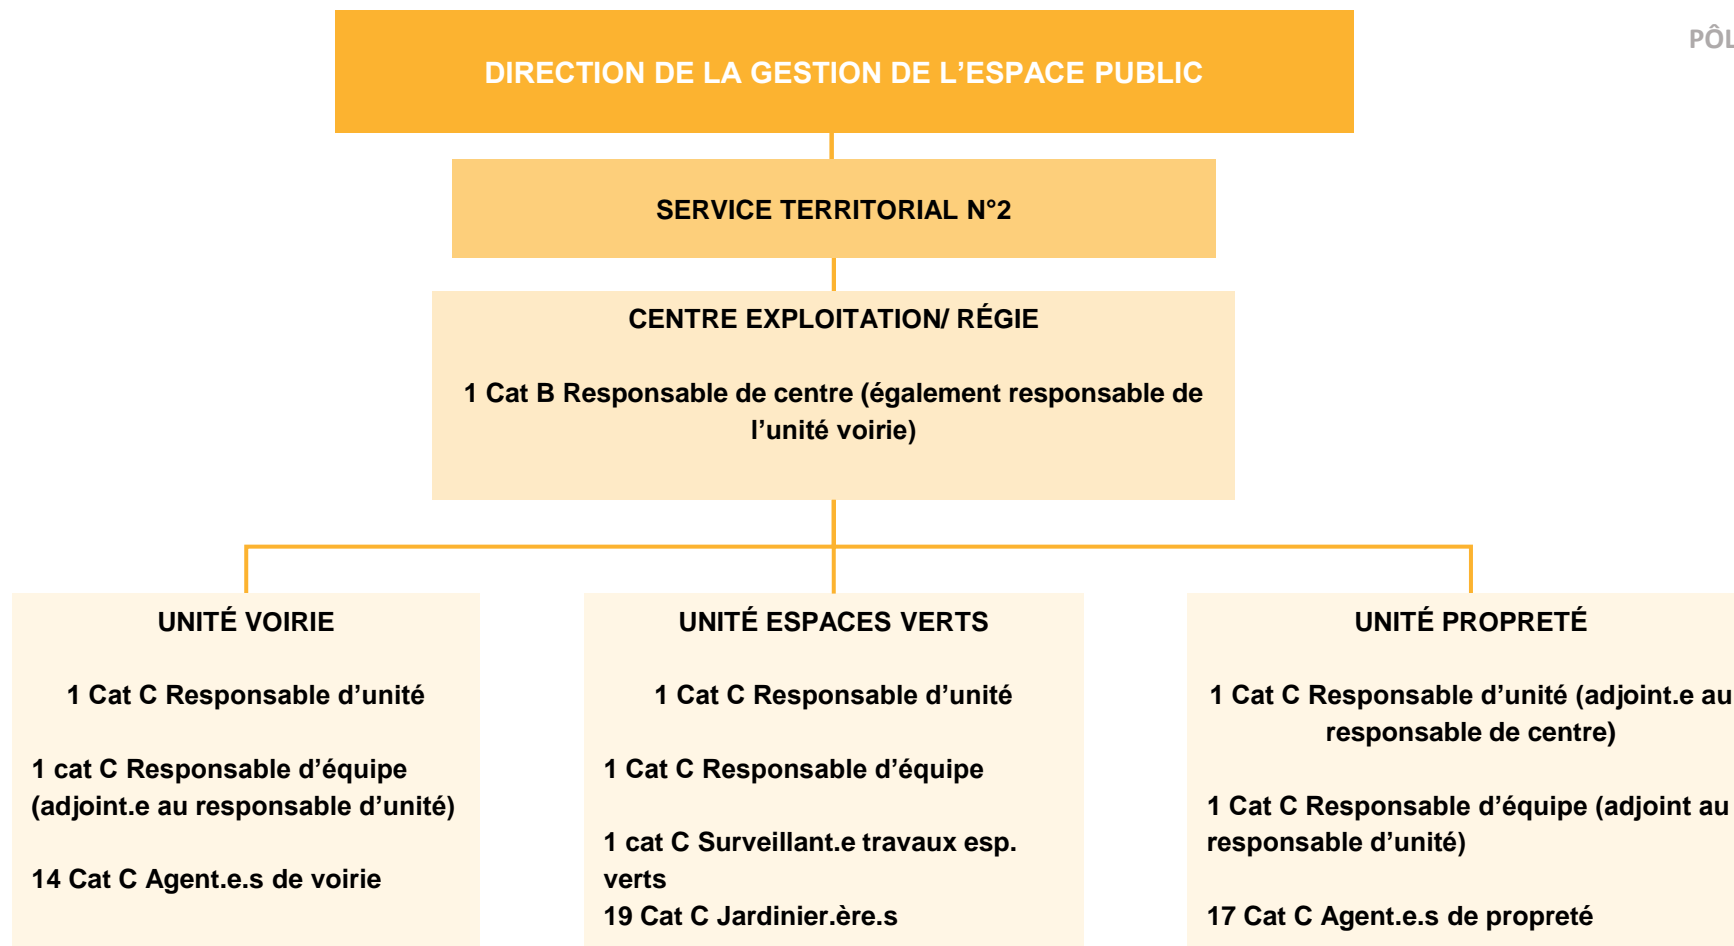 PÔL
DIRECTION DE LA GESTION DE L’ESPACE PUBLIC
SERVICE TERRITORIAL N°2
CENTRE EXPLOITATION/ RÉGIE
1 Cat B Responsable de centre (également responsable de
l’unité voirie)
UNITÉ VOIRIE
1 Cat C Responsable d’unité
1 cat C Responsable d’équipe
(adjoint.e au responsable d’unité)
14 Cat C Agent.e.s de voirie
UNITÉ ESPACES VERTS
1 Cat C Responsable d’unité
1 Cat C Responsable d’équipe
1 cat C Surveillant.e travaux esp.
verts
19 Cat C Jardinier.ère.s
UNITÉ PROPRETÉ
1 Cat C Responsable d’unité (adjoint.e au
responsable de centre)
1 Cat C Responsable d’équipe (adjoint au
responsable d’unité)
17 Cat C Agent.e.s de propreté